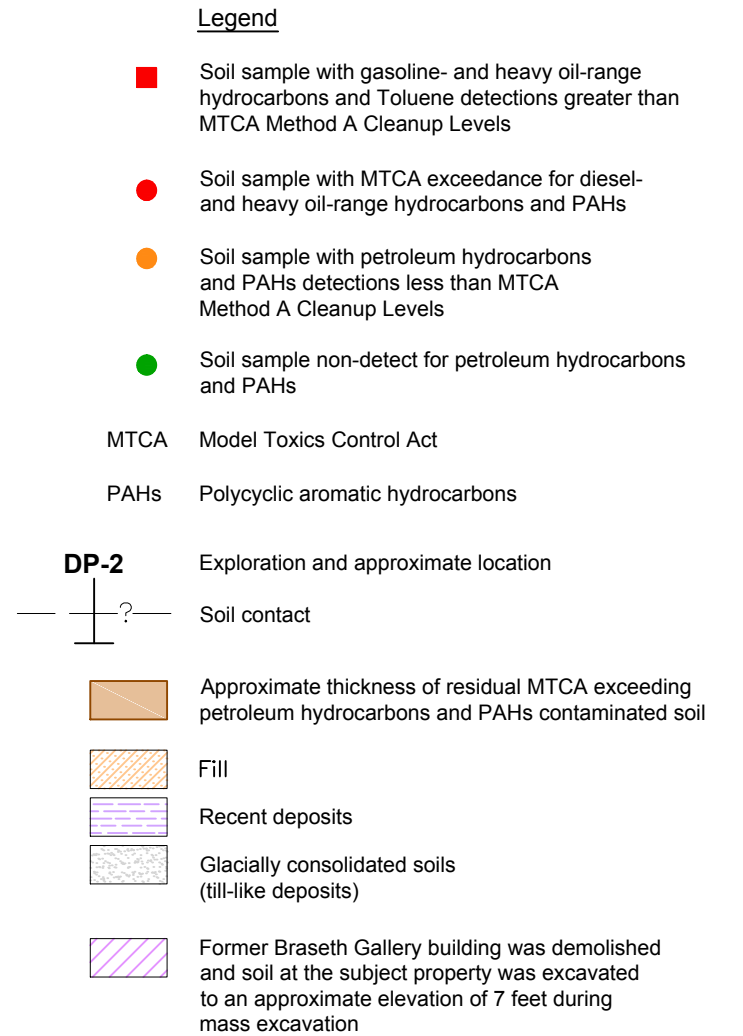 Legend
Soil sample with gasoline- and heavy oil-range
hydrocarbons and Toluene detections greater than
MTCA Method A Cleanup Levels
Soil sample with MTCA exceedance for diesel-
and heavy oil-range hydrocarbons and PAHs
Soil sample with petroleum hydrocarbons
and PAHs detections less than MTCA
Method A Cleanup Levels
Soil sample non-detect for petroleum hydrocarbons
and PAHs
MTCA Model Toxics Control Act
PAHs Polycyclic aromatic hydrocarbons
DP-2 Exploration and approximate location
? Soil contact
Approximate thickness of residual MTCA exceeding
petroleum hydrocarbons and PAHs contaminated soil
Fill
Recent deposits
Glacially consolidated soils
(till-like deposits)
Former Braseth Gallery building was demolished
and soil at the subject property was excavated
to an approximate elevation of 7 feet during
mass excavation